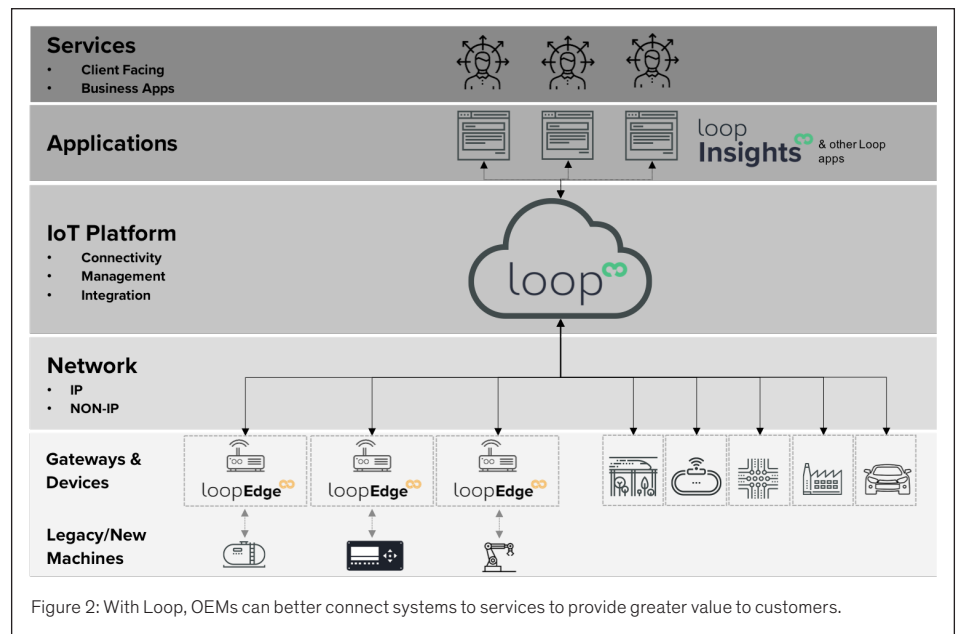 Services
• Client Facing
• Business Apps
Applications
loop
Insights
& other Loop
apps
IoT Platform
• Connectivity
• Management
• Integration
loop
Network
• IP
• NON-IP
Gateways &
Devices
loopEdge
loopEdge
loopEdge
Legacy/New
Machines
Figure 2: With Loop, OEMs can better connect systems to services to provide greater value to customers.